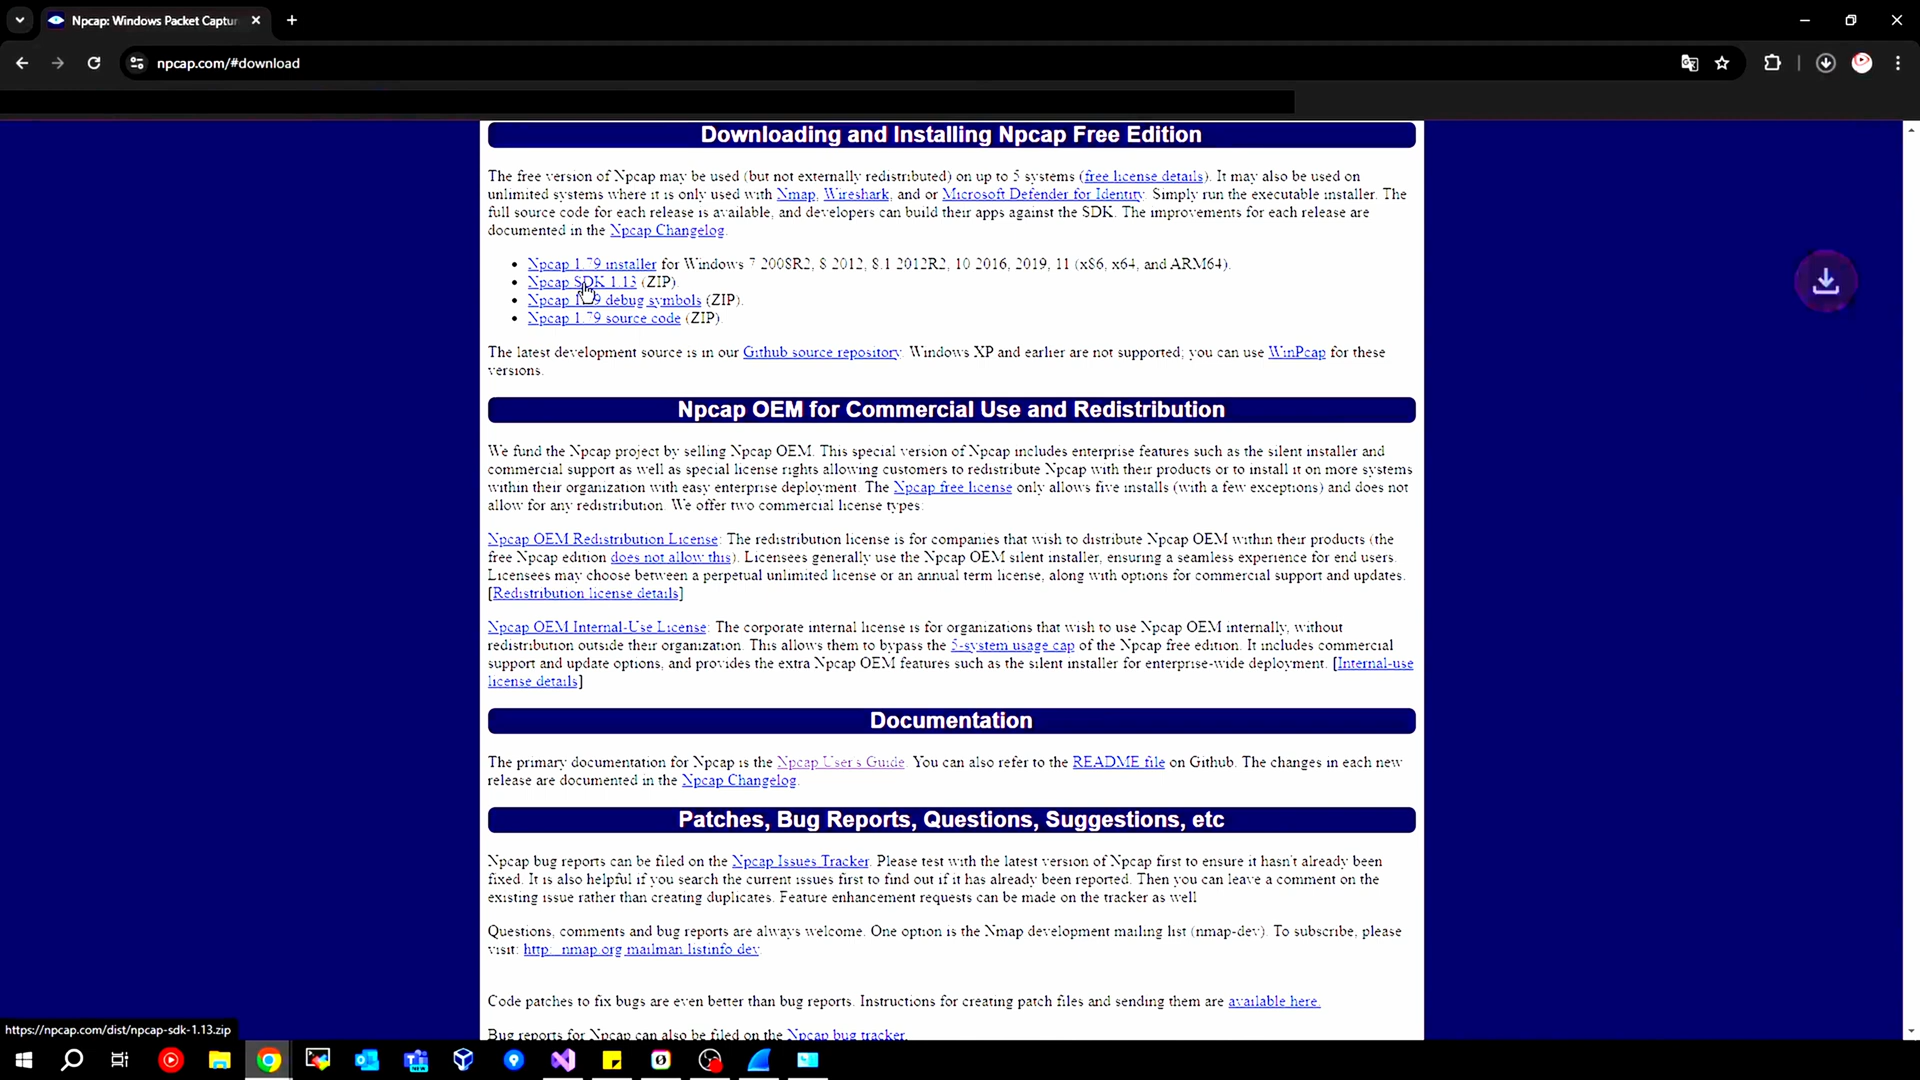 Npcap: Windows Packet Captur
npcap.com/#download
Downloading and Installing Npcap Free Edition
The free version of Npcap may be used (but not externally redistributed) on up to 5 systems (free license details). It may also be used on
unlimited systems where it is only used with Nmap, Wireshark, and or Microsoft Defender for Identity. Simply run the executable installer. The
full source code for each release is available, and developers can build their apps against the SDK. The improvements for each release are
documented in the Npcap Changelog.
• Npcap 1.79 installer for Windows 7 2008R2, 8 2012, 8.1 2012R2, 10 2016, 2019, 11 (x86, x64, and ARM64).
• Npcap SDK 1.13 (ZIP).
• Npcap 1.79 debug symbols (ZIP).
• Npcap 1.79 source code (ZIP).
The latest development source is in our Github source repository. Windows XP and earlier are not supported; you can use WinPcap for these
versions.
Npcap OEM for Commercial Use and Redistribution
We fund the Npcap project by selling Npcap OEM. This special version of Npcap includes enterprise features such as the silent installer and
commercial support as well as special license rights allowing customers to redistribute Npcap with their products or to install it on more systems
within their organization with easy enterprise deployment. The Npcap free license only allows five installs (with a few exceptions) and does not
allow for any redistribution. We offer two commercial license types:
Npcap OEM Redistribution License: The redistribution license is for companies that wish to distribute Npcap OEM within their products (the
free Npcap edition does not allow this). Licensees generally use the Npcap OEM silent installer, ensuring a seamless experience for end users.
Licensees may choose between a perpetual unlimited license or an annual term license, along with options for commercial support and updates.
[Redistribution license details]
Npcap OEM Internal-Use License: The corporate internal license is for organizations that wish to use Npcap OEM internally, without
redistribution outside their organization. This allows them to bypass the 5-system usage cap of the Npcap free edition. It includes commercial
support and update options, and provides the extra Npcap OEM features such as the silent installer for enterprise-wide deployment. [Internal-use
license details]
Documentation
The primary documentation for Npcap is the Npcap User's Guide. You can also refer to the README file on Github. The changes in each new
release are documented in the Npcap Changelog.
Patches, Bug Reports, Questions, Suggestions, etc
Npcap bug reports can be filed on the Npcap Issues Tracker. Please test with the latest version of Npcap first to ensure it hasn't already been
fixed. It is also helpful if you search the current issues first to find out if it has already been reported. Then you can leave a comment on the
existing issue rather than creating duplicates. Feature enhancement requests can be made on the tracker as well
Questions, comments and bug reports are always welcome. One option is the Nmap development mailing list (nmap-dev). To subscribe, please
visit: http: nmap.org mailman listinfo dev.
Code patches to fix bugs are even better than bug reports. Instructions for creating patch files and sending them are available here.
Bug reports for Npcap can also be filed on the Npcap bug tracker.
https://npcap.com/dist/npcap-sdk-1.13.zip